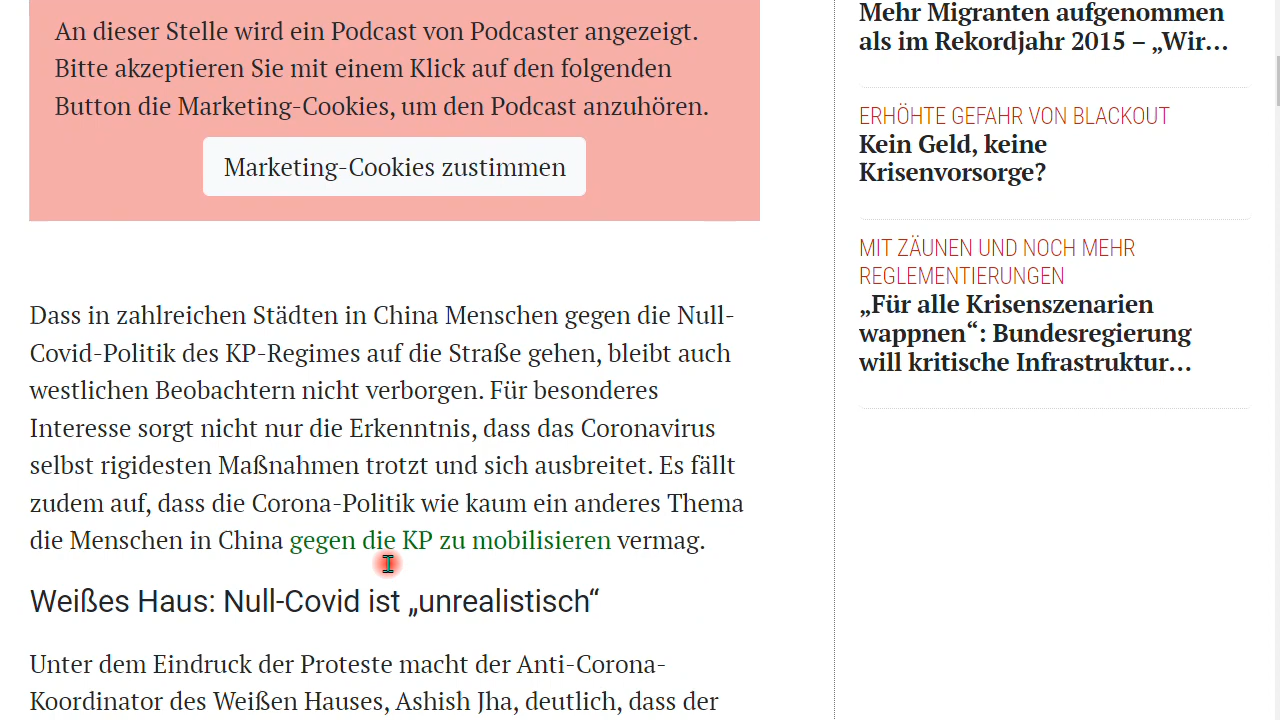 An dieser Stelle wird ein Podcast von Podcaster angezeigt.
Bitte akzeptieren Sie mit einem Klick auf den folgenden
Button die Marketing-Cookies, um den Podcast anzuhören.
Marketing-Cookies zustimmen
Dass in zahlreichen Städten in China Menschen gegen die Null-
Covid-Politik des KP-Regimes auf die Straße gehen, bleibt auch
westlichen Beobachtern nicht verborgen. Für besonderes
Interesse sorgt nicht nur die Erkenntnis, dass das Coronavirus
selbst rigidesten Maßnahmen trotzt und sich ausbreitet. Es fällt
zudem auf, dass die Corona-Politik wie kaum ein anderes Thema
die Menschen in China gegen die KP zu mobilisieren vermag.
Weißes Haus: Null-Covid ist „unrealistisch“
Unter dem Eindruck der Proteste macht der Anti-Corona-
Koordinator des Weißen Hauses, Ashish Jha, deutlich, dass der
Mehr Migranten aufgenommen
als im Rekordjahr 2015 – „Wir…
ERHÖHTE GEFAHR VON BLACKOUT
Kein Geld, keine
Krisenvorsorge?
MIT ZÄUNEN UND NOCH MEHR
REGLEMENTIERUNGEN
„Für alle Krisenszenarien
wappnen“: Bundesregierung
will kritische Infrastruktur…